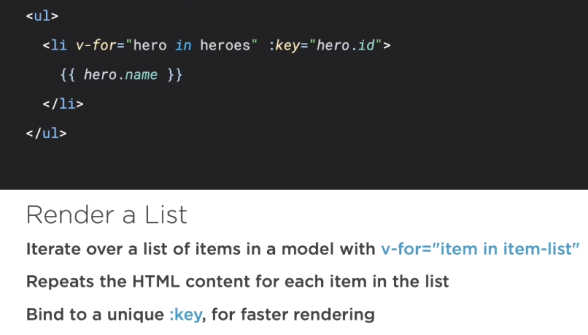 <ul>
<li v-for="hero in heroes" :key="hero.id">
{{ hero.name }}
</li>
</ul>
Render a List
Iterate over a list of items in a model with v-for="item in item-list"
Repeats the HTML content for each item in the list
Bind to a unique :key, for faster rendering